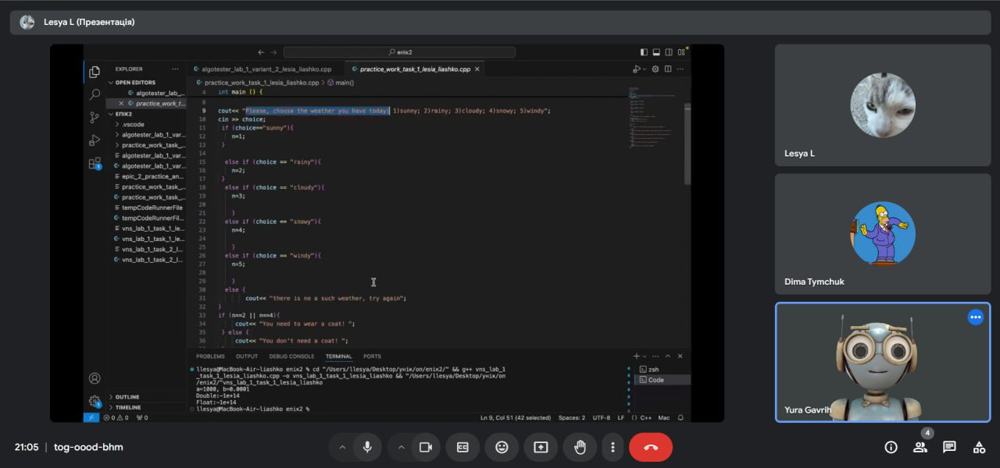 Lesya L (Презентація)
епік2
EXPLORER
OPEN EDITORS
algotester_lab_...
practice_work_t...
ЕПІК2
.vscode
algotester_lab_1_var...
practice_work_task_...
algotester_lab_1_var...
algotester_lab_1_var...
epic_2_practice_an...
practice_work_task_...
practice_work_task_...
tempCodeRunnerFile
tempCodeRunnerFil...
vns_lab_1_task_1_le...
vns_lab_1_task_1_le...
vns_lab_1_task_2_l...
vns_lab_1_task_2_l...
OUTLINE
TIMELINE
algotester_lab_1_variant_2_lesia_liashko.cpp
practice_work_task_1_lesia_liashko.cpp
practice_work_task_1_lesia_liashko.cpp > main()
4 int main () {
8
9 cout<< "Please, choose the weather you have today: 1)sunny; 2)rainy; 3)cloudy; 4)snowy; 5)windy";
10 cin >> choice;
11 if (choice=="sunny"){
12 n=1;
13 }
14
15 else if (choice == "rainy"){
16 n=2;
17 }
18 else if (choice == "cloudy"){
19 n=3;
20
21 }
22 else if (choice == "snowy"){
23 n=4;
24
25 }
26 else if (choice == "windy"){
27 n=5;
28
29 }
30 else {
31 cout<< "there is no a such weather, try again";
32 }
33 if (n==2 || n==4){
34 cout<< "You need to wear a coat! ";
35 } else {
36 cout<< "You don't need a coat! ";
PROBLEMS OUTPUT DEBUG CONSOLE TERMINAL PORTS
llesya@MacBook-Air-liashko епік2 % cd "/Users/llesya/Desktop/унік/оп/епік2/" && g++ vns_lab_1
_task_1_lesia_liashko.cpp -o vns_lab_1_task_1_lesia_liashko && "/Users/llesya/Desktop/унік/оп
/епік2/"vns_lab_1_task_1_lesia_liashko
a=1000, b=0.0001
Double:-1e+14
Float:-1e+14
llesya@MacBook-Air-liashko епік2 %
zsh
Code
0 0 0
Ln 9, Col 51 (42 selected) Spaces: 2 UTF-8 LF {} C++ Mac
Lesya L
Dima Tymchuk
Yura Gavrih
21:05 | tog-oood-bhm
4